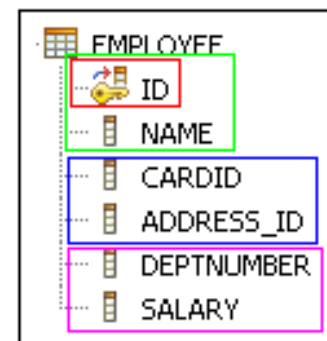 EMPLOYEE
ID
NAME
CARDID
ADDRESS_ID
DEPTNUMBER
SALARY